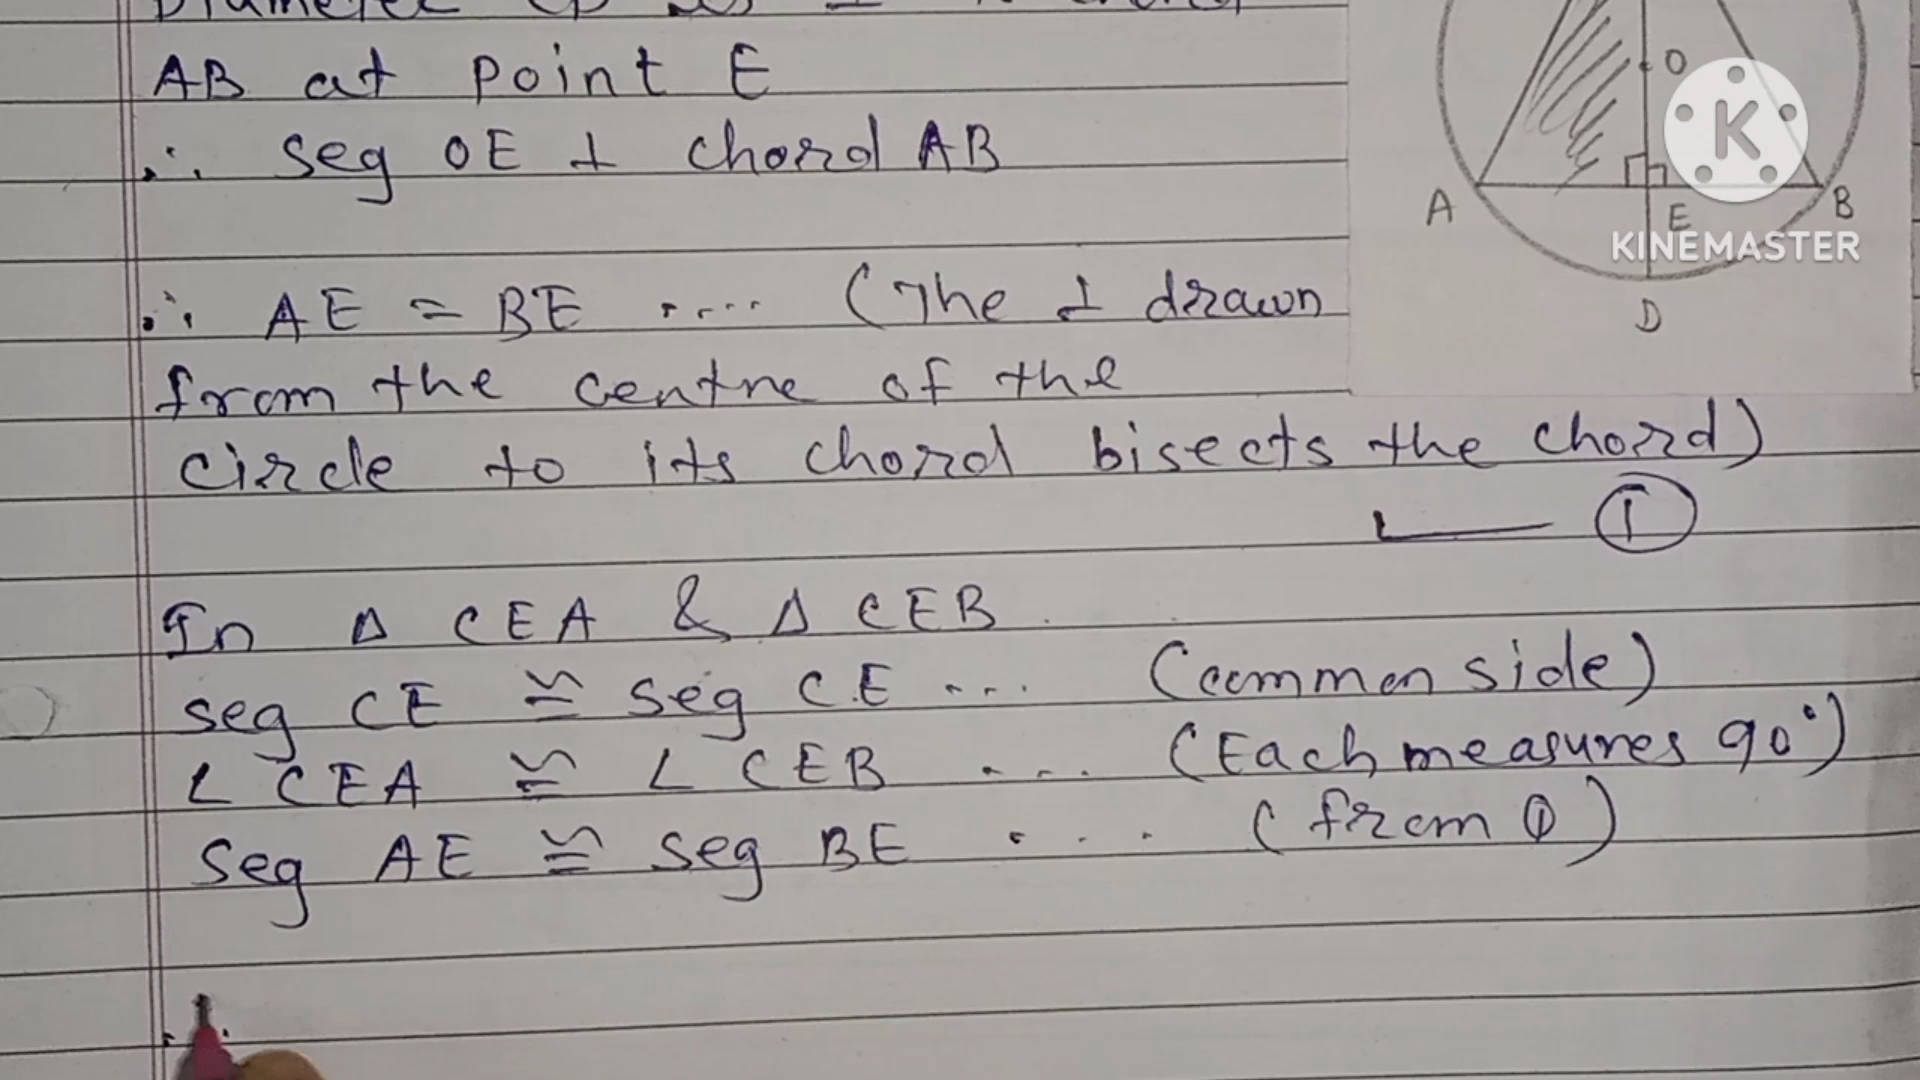 AB at point E
∴ seg OE ⊥ chord AB
∴ AE = BE .... (The ⊥ drawn
from the centre of the
circle to its chord bisects the chord)
I
In Δ CEA & Δ CEB
seg CE ≅ seg CE ... (common side)
∠ CEA ≅ ∠ CEB .... (Each measures 90°)
seg AE ≅ seg BE .... (from ①)
∴
O
A
E
B
D
K
KINEMASTER